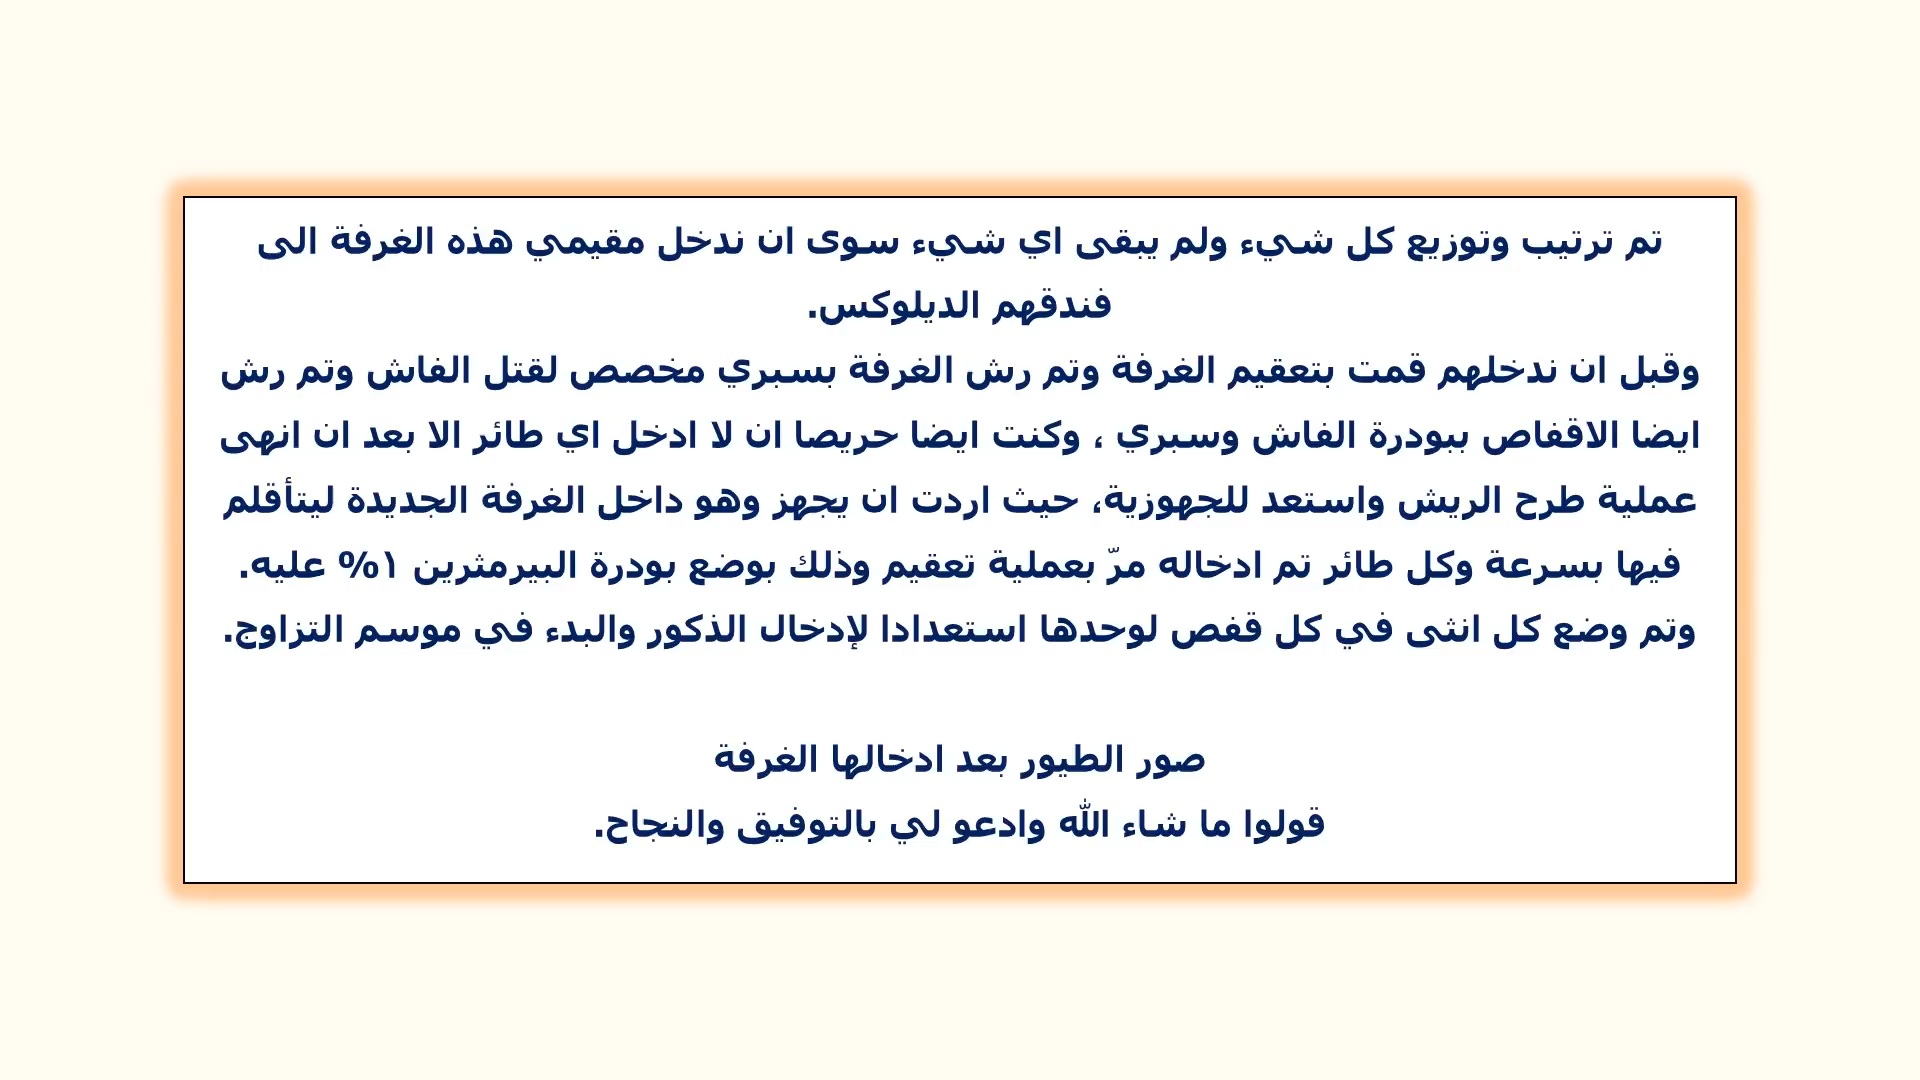 تم ترتيب وتوزيع كل شيء ولم يبقى اي شيء سوى ان ندخل مقيمي هذه الغرفة الى
فندقهم الديلوكس.
وقبل ان ندخلهم قمت بتعقيم الغرفة وتم رش الغرفة بسبري مخصص لقتل الفاش وتم رش
ايضا الاقفاص ببودرة الفاش وسبري ، وكنت ايضا حريصا ان لا ادخل اي طائر الا بعد ان انهى
عملية طرح الريش واستعد للجهوزية، حيث اردت ان يجهز وهو داخل الغرفة الجديدة ليتأقلم
فيها بسرعة وكل طائر تم ادخاله مرّ بعملية تعقيم وذلك بوضع بودرة البيرمثرين ١% عليه.
وتم وضع كل انثى في كل قفص لوحدها استعدادا لإدخال الذكور والبدء في موسم التزاوج.
صور الطيور بعد ادخالها الغرفة
قولوا ما شاء الله وادعو لي بالتوفيق والنجاح.